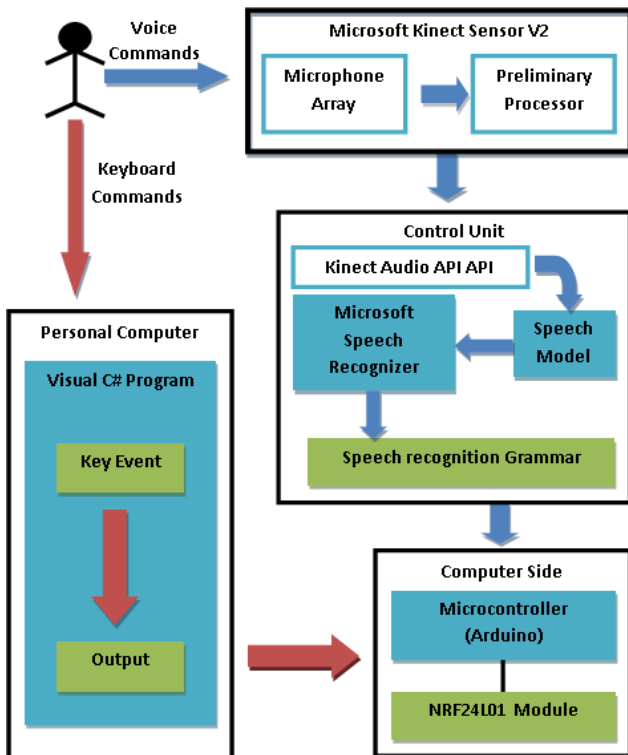 Voice
Commands
Microsoft Kinect Sensor V2
Microphone
Array
Preliminary
Processor
Keyboard
Commands
Control Unit
Kinect Audio API API
Microsoft
Speech
Recognizer
Speech
Model
Speech recognition Grammar
Personal Computer
Visual C# Program
Key Event
Output
Computer Side
Microcontroller
(Arduino)
NRF24L01 Module